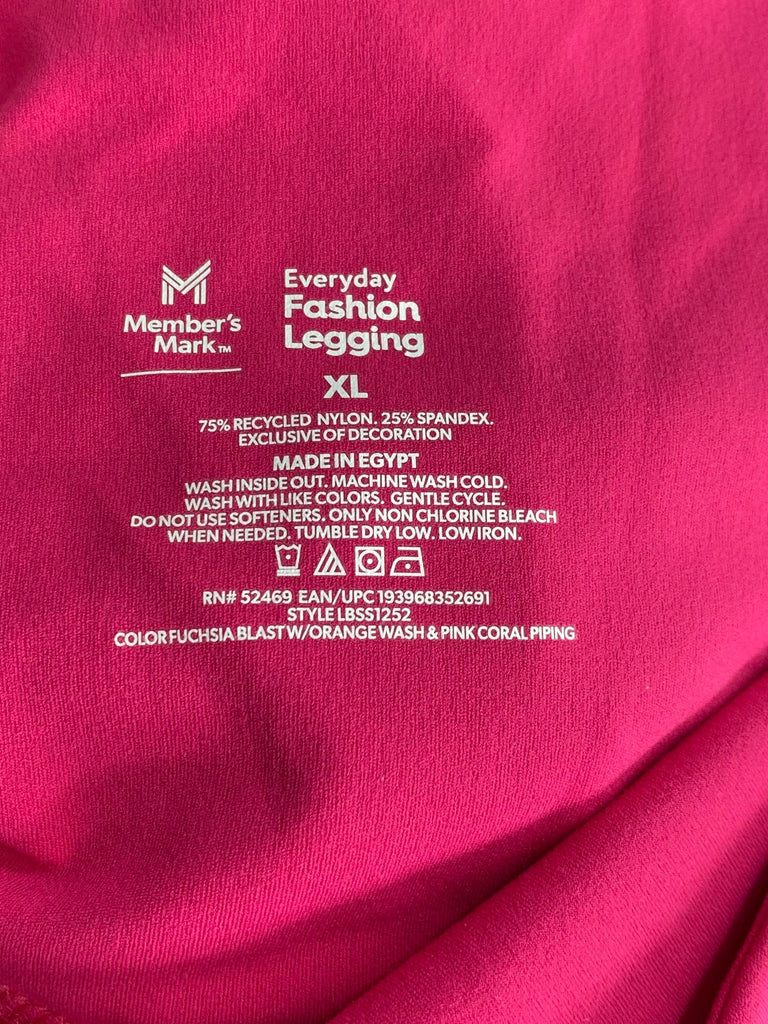 Member's
Mark™
Everyday
Fashion
Legging
XL
75% RECYCLED NYLON. 25% SPANDEX.
EXCLUSIVE OF DECORATION
MADE IN EGYPT
WASH INSIDE OUT. MACHINE WASH COLD.
WASH WITH LIKE COLORS. GENTLE CYCLE.
DO NOT USE SOFTENERS. ONLY NON CHLORINE BLEACH
WHEN NEEDED. TUMBLE DRY LOW. LOW IRON.
RN# 52469 EAN/UPC 193968352691
STYLE LBSS1252
COLOR FUCHSIA BLAST W/ORANGE WASH & PINK CORAL PIPING